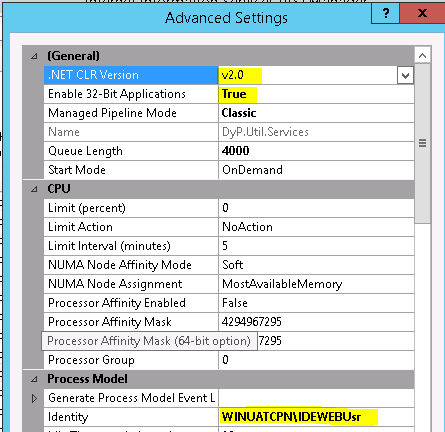 Advanced Settings
? x
(General)
.NET CLR Version v2.0
Enable 32-Bit Applications True
Managed Pipeline Mode Classic
Name DyP.Util.Services
Queue Length 4000
Start Mode OnDemand
CPU
Limit (percent) 0
Limit Action NoAction
Limit Interval (minutes) 5
NUMA Node Affinity Mode Soft
NUMA Node Assignment MostAvailableMemory
Processor Affinity Enabled False
Processor Affinity Mask 4294967295
Processor Affinity Mask (64-bit option) 7295
Processor Group 0
Process Model
Generate Process Model Event L
Identity WINUATCPN\IDEWEBUsr